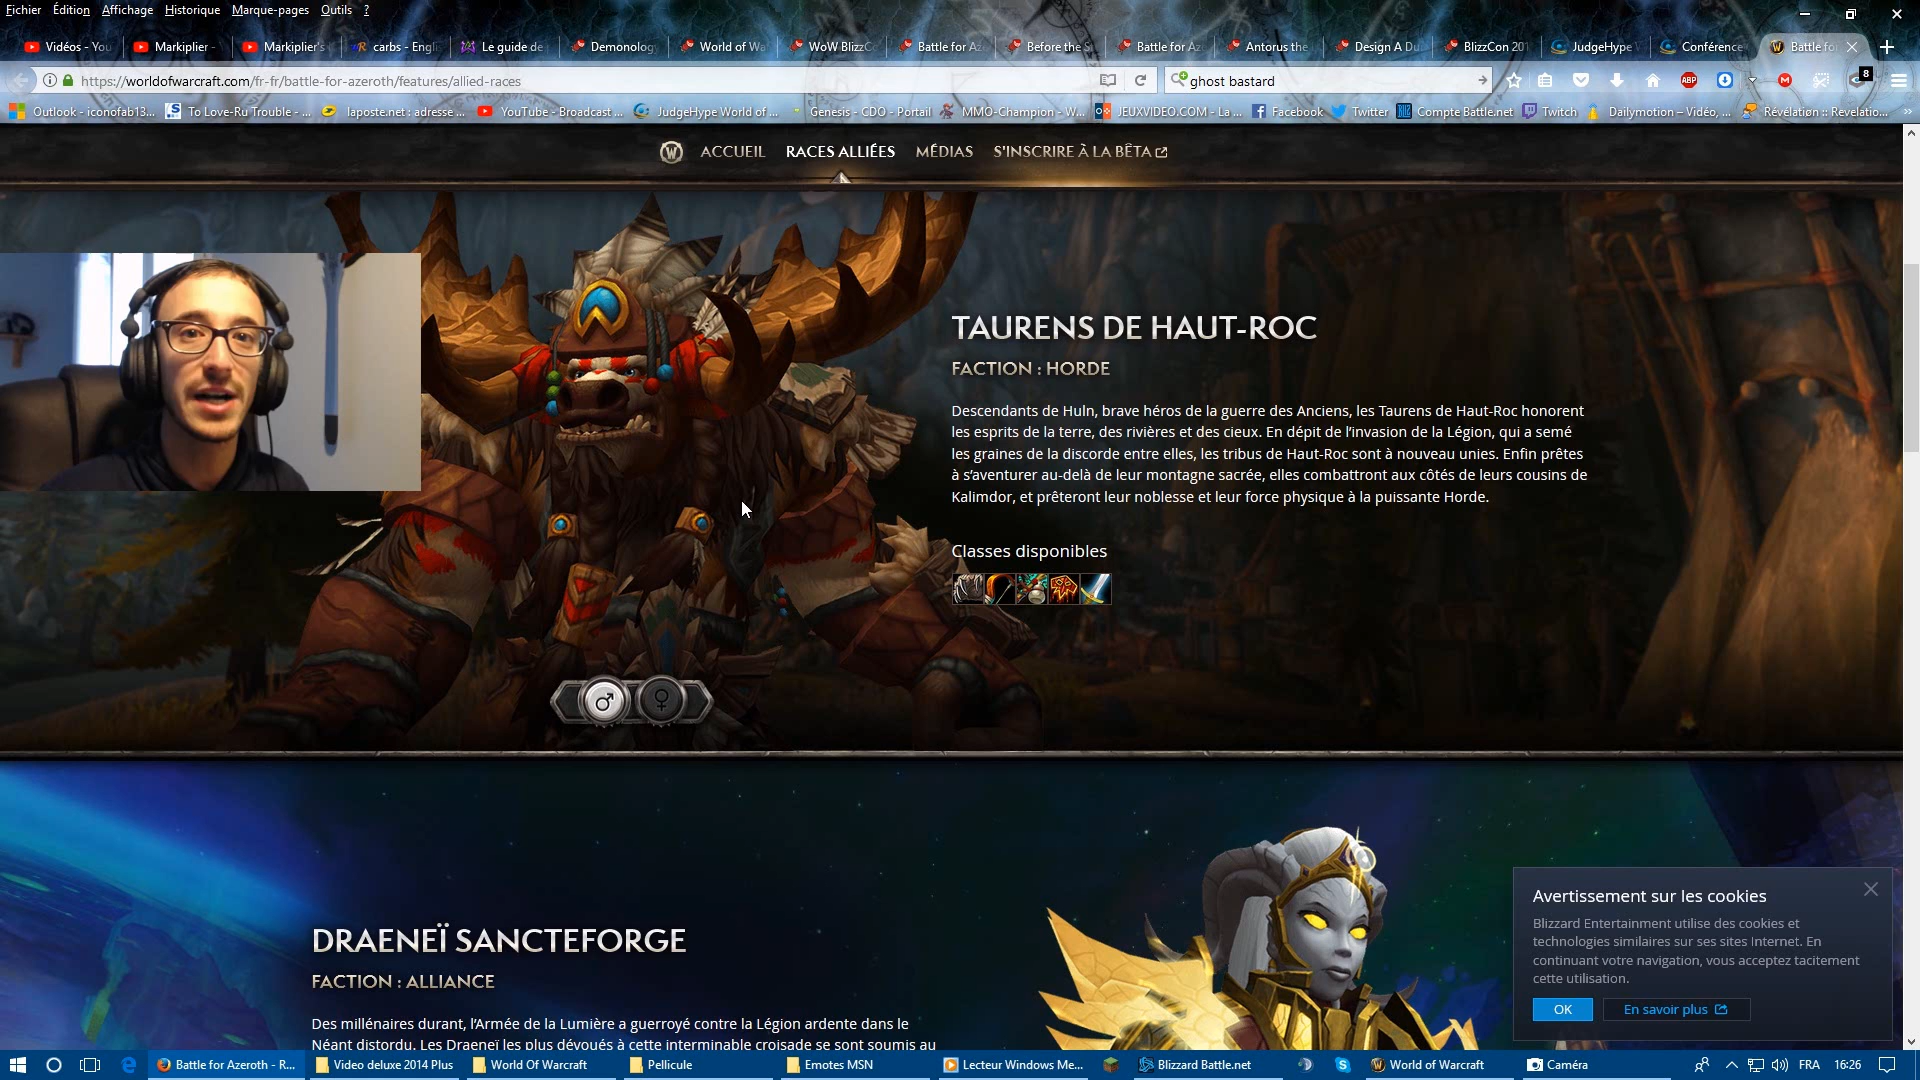 Fichier Édition Affichage Historique Marque-pages Outils ?
Vidéos - You Markiplier - Markiplier's carbs - Engli Le guide de Demonology World of Wa WoW BlizzC Battle for Aze Before the S Battle for Az Antorus the Design A Du BlizzCon 201 JudgeHype Conférence Battle fo
https://worldofwarcraft.com/fr-fr/battle-for-azeroth/features/allied-races ghost bastard ABP M 8
Outlook - iconofab13... To Love-Ru Trouble - ... laposte.net : adresse ... YouTube - Broadcast ... JudgeHype World of ... Genesis - CDO - Portail MMO-Champion - W... JEUXVIDEO.COM - La ... Facebook Twitter Compte Battle.net Twitch Dailymotion – Vidéo, ... Révélation :: Revelatio...
ACCUEIL RACES ALLIÉES MÉDIAS S'INSCRIRE À LA BÊTA
TAURENS DE HAUT-ROC
FACTION : HORDE
Descendants de Huln, brave héros de la guerre des Anciens, les Taurens de Haut-Roc honorent
les esprits de la terre, des rivières et des cieux. En dépit de l'invasion de la Légion, qui a semé
les graines de la discorde entre elles, les tribus de Haut-Roc sont à nouveau unies. Enfin prêtes
à s'aventurer au-delà de leur montagne sacrée, elles combattront aux côtés de leurs cousins de
Kalimdor, et prêteront leur noblesse et leur force physique à la puissante Horde.
Classes disponibles
DRAENEÏ SANCTEFORGE
FACTION : ALLIANCE
Des millénaires durant, l'Armée de la Lumière a guerroyé contre la Légion ardente dans le
Néant distordu. Les Draeneï les plus dévoués à cette interminable croisade se sont soumis au
Avertissement sur les cookies
Blizzard Entertainment utilise des cookies et
technologies similaires sur ses sites Internet. En
continuant votre navigation, vous acceptez tacitement
cette utilisation.
OK En savoir plus
Battle for Azeroth - R... Video deluxe 2014 Plus World Of Warcraft Pellicule Emotes MSN Lecteur Windows Me... Blizzard Battle.net World of Warcraft Caméra FRA 16:26